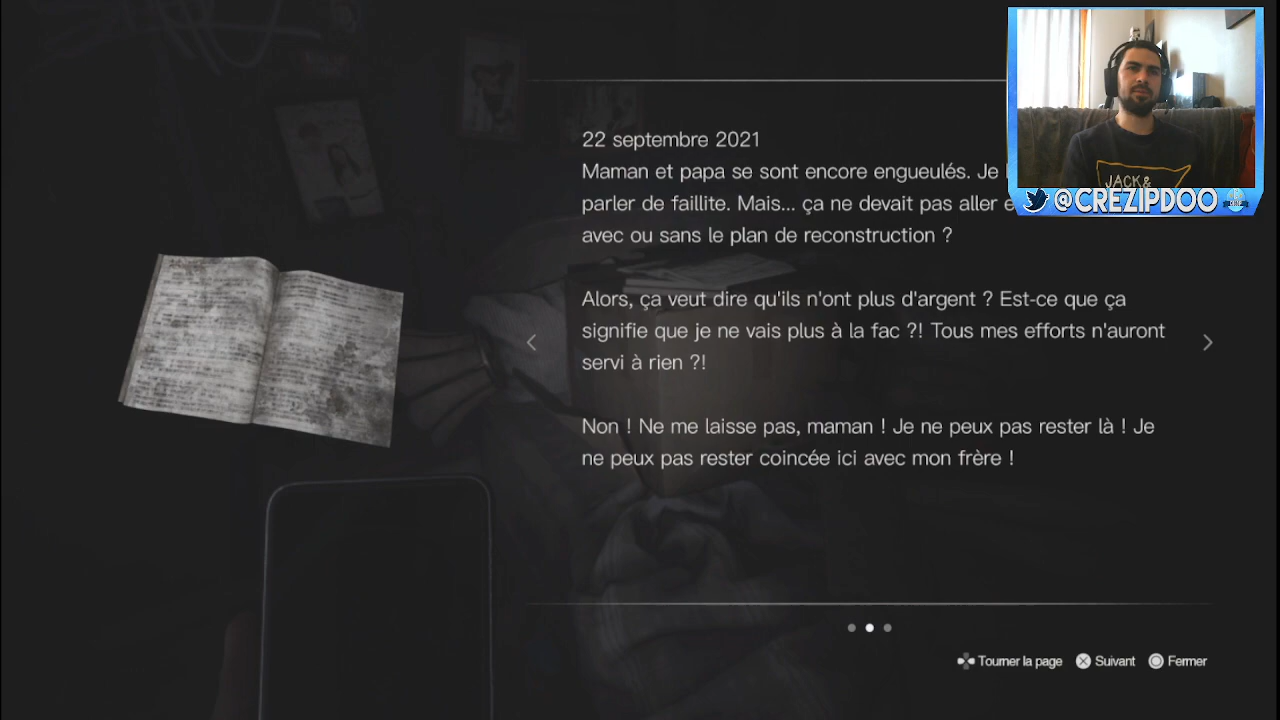 22 septembre 2021
Maman et papa se sont encore engueulés. Je
parler de faillite. Mais... ça ne devait pas aller
avec ou sans le plan de reconstruction ?
Alors, ça veut dire qu'ils n'ont plus d'argent ? Est-ce que ça
signifie que je ne vais plus à la fac ?! Tous mes efforts n'auront
servi à rien ?!
Non ! Ne me laisse pas, maman ! Je ne peux pas rester là ! Je
ne peux pas rester coincée ici avec mon frère !
Tourner la page Suivant Fermer
JACK&
@CREZIPDOO